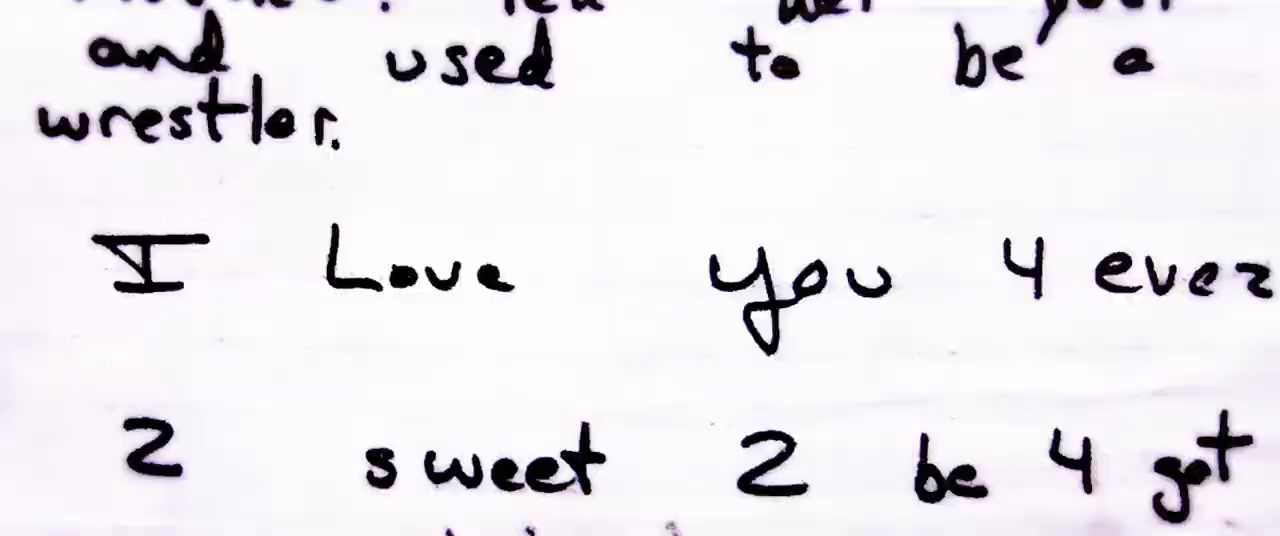 and used to be a
wrestler.
I Love you 4 ever
2 sweet 2 be 4 got